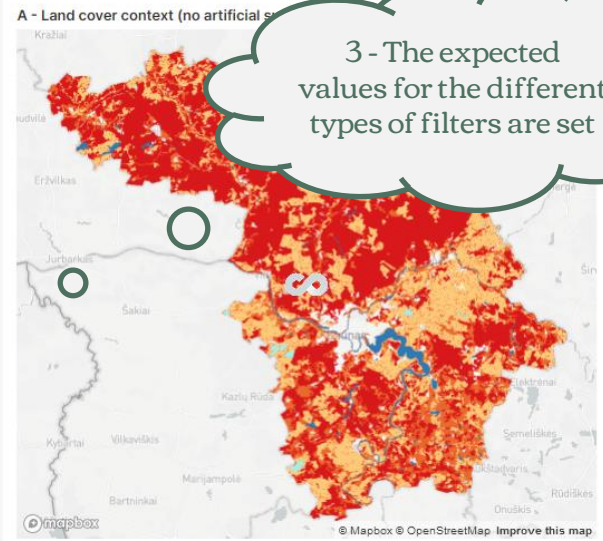 A - Land cover context (no artificial
3 - The expected
values for the different
types of filters are set
Kražiai
Eržvilkas
Jurbarkas
Šakiai
Kazlų Rūda
Elektrėnai
Kybartai
Vilkaviškis
Semeliškės
Marijampolė
Bartninkai
Onuškis
Rūdiškės
mapbox
© Mapbox © OpenStreetMap Improve this map